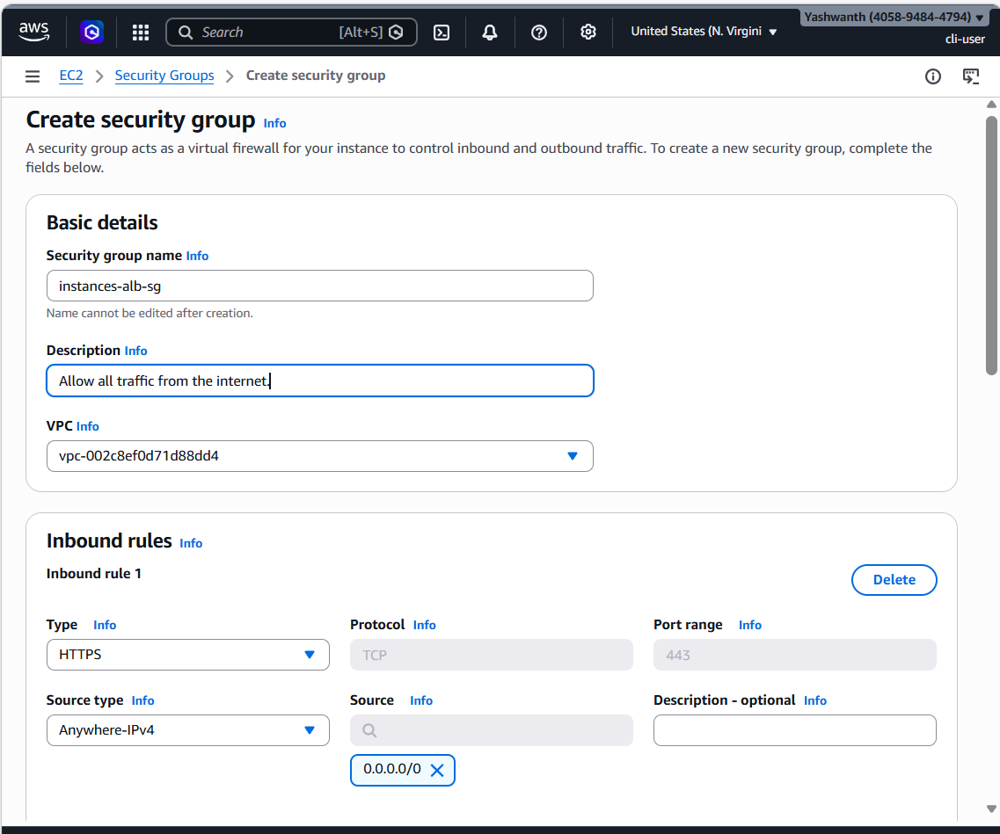 aws
Search [Alt+S]
United States (N. Virgini
Yashwanth (4058-9484-4794)
cli-user
EC2 Security Groups Create security group
Create security group Info
A security group acts as a virtual firewall for your instance to control inbound and outbound traffic. To create a new security group, complete the
fields below.
Basic details
Security group name Info
instances-alb-sg
Name cannot be edited after creation.
Description Info
Allow all traffic from the internet.
VPC Info
vpc-002c8ef0d71d88dd4
Inbound rules Info
Inbound rule 1
Delete
Type Info Protocol Info Port range Info
HTTPS TCP 443
Source type Info Source Info Description - optional Info
Anywhere-IPv4
0.0.0.0/0